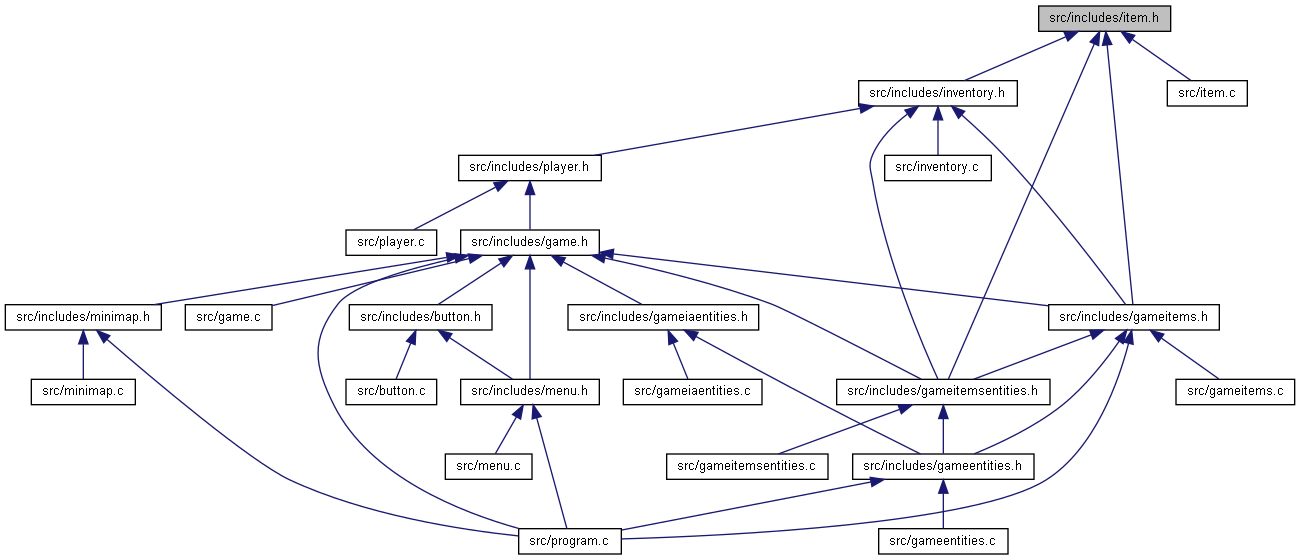 src/includes/item.h
src/includes/inventory.h
src/item.c
src/includes/player.h
src/inventory.c
src/player.c
src/includes/game.h
src/includes/minimap.h
src/game.c
src/includes/button.h
src/includes/gameiaentities.h
src/includes/gameitems.h
src/minimap.c
src/button.c
src/includes/menu.h
src/gameiaentities.c
src/includes/gameitemsentities.h
src/gameitems.c
src/menu.c
src/gameitemsentities.c
src/includes/gameentities.h
src/program.c
src/gameentities.c